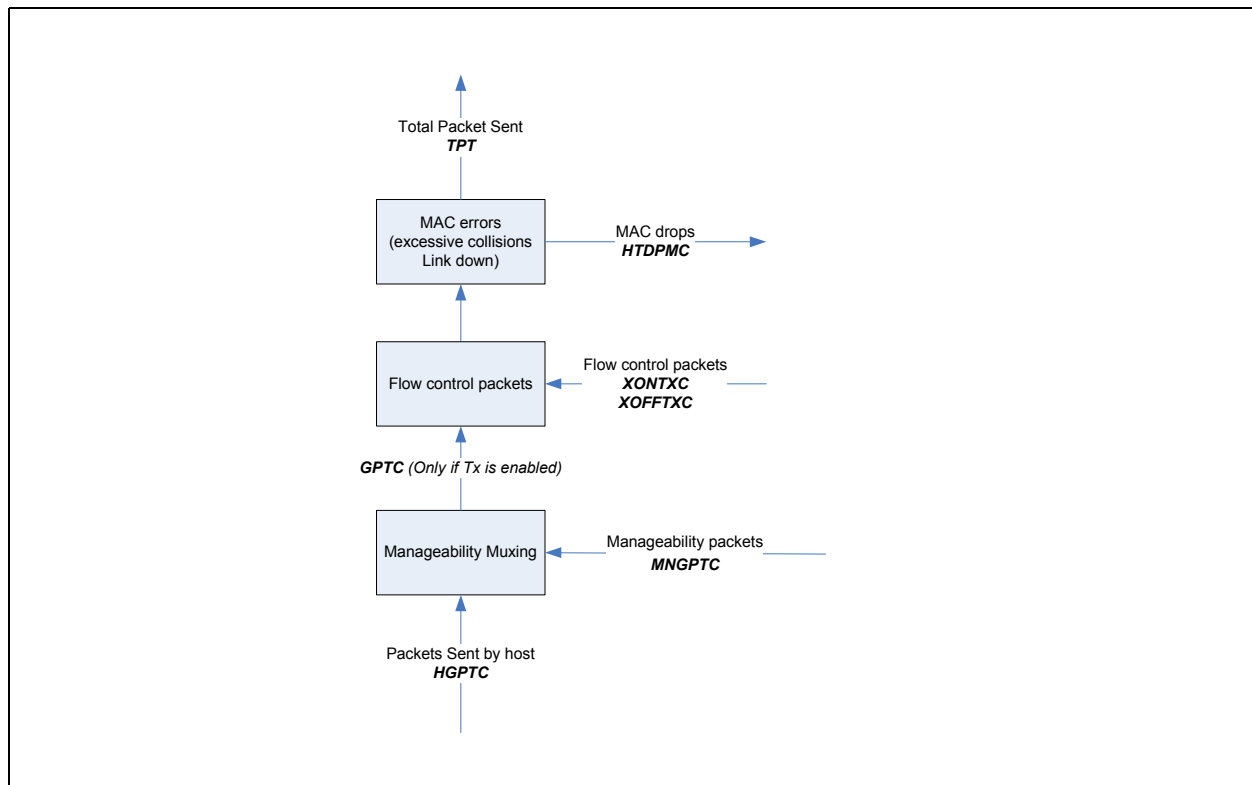 Total Packet Sent
TPT
MAC errors
(excessive collisions
Link down)
MAC drops
HTDPMC
Flow control packets
Flow control packets
XONTXC
XOFFTXC
GPTC (Only if Tx is enabled)
Manageability Muxing
Manageability packets
MNGPTC
Packets Sent by host
HGPTC